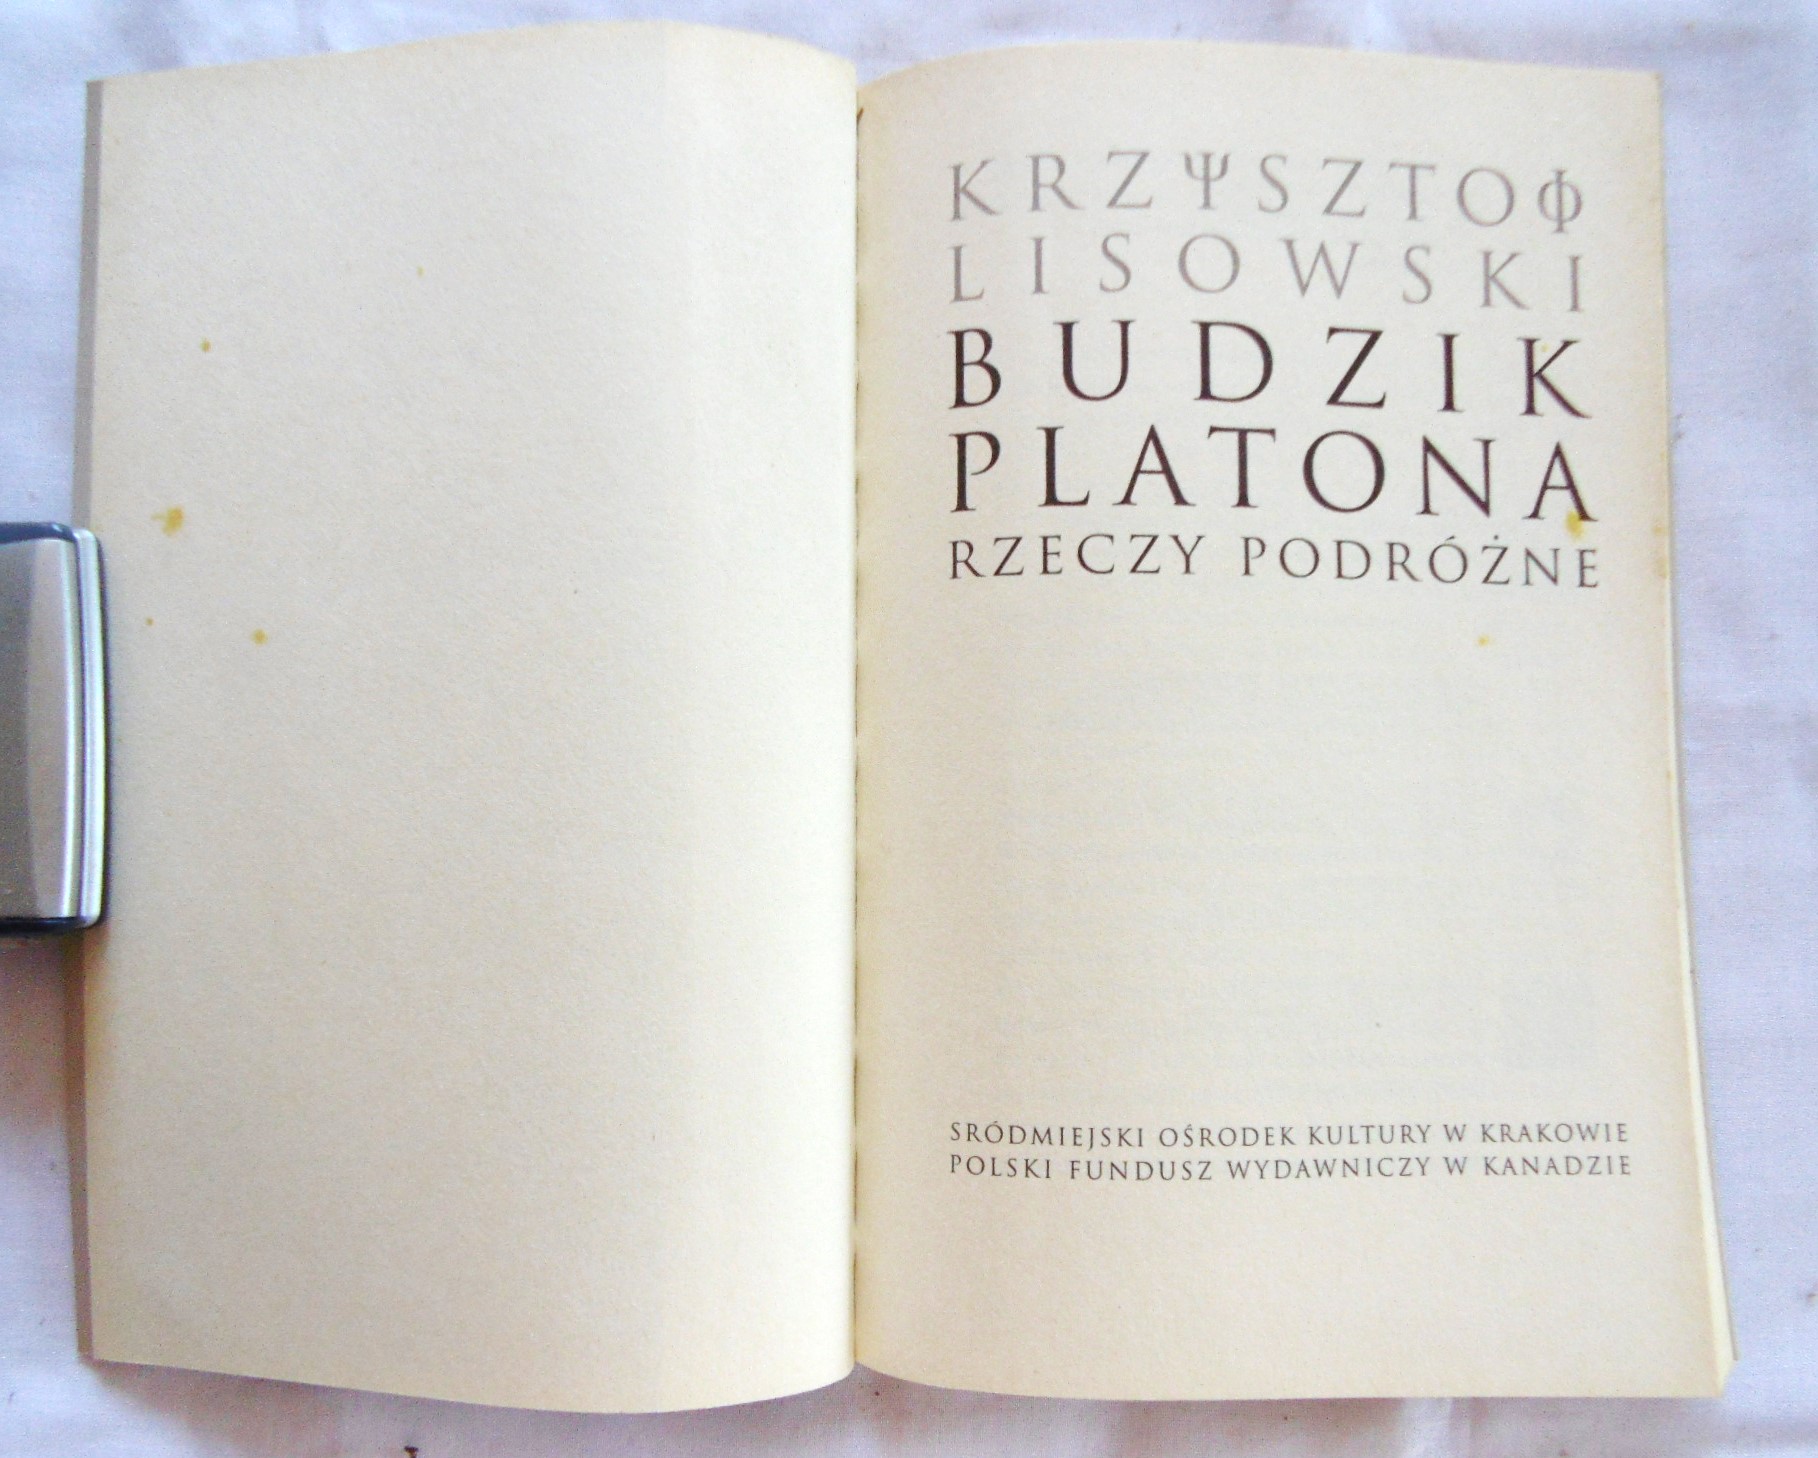 KRZΨSZTOΦ
LISOWSKI
BUDZIK
PLATONA
RZECZY PODRÓŻNE
SRÓDMIEJSKI OŚRODEK KULTURY W KRAKOWIE
POLSKI FUNDUSZ WYDAWNICZY W KANADZIE